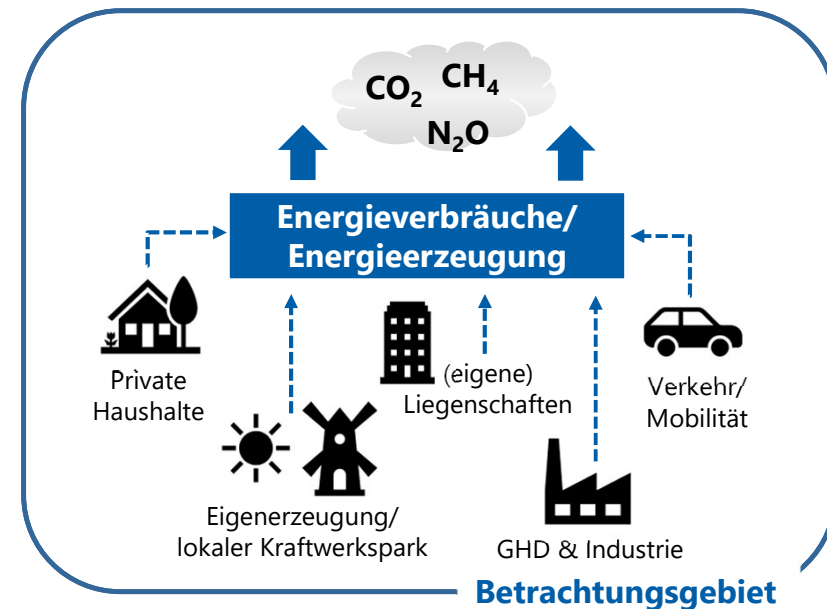 CO₂ CH₄
N₂O
Energieverbräuche/
Energieerzeugung
Private
Haushalte
(eigene)
Liegenschaften
Verkehr/
Mobilität
Eigenerzeugung/
lokaler Kraftwerkspark
GHD & Industrie
Betrachtungsgebiet